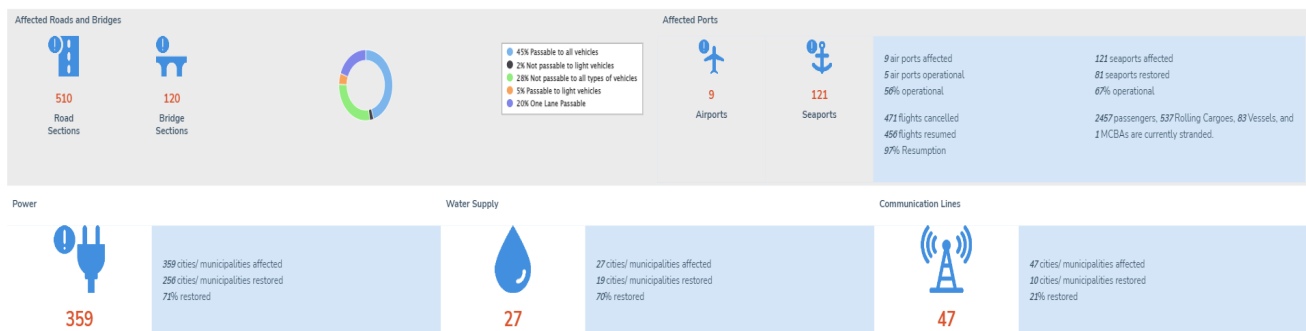 Affected Roads and Bridges
510
Road
Sections
120
Bridge
Sections
45% Passable to all vehicles
2% Not passable to light vehicles
28% Not passable to all types of vehicles
5% Passable to light vehicles
20% One Lane Passable
Affected Ports
9
Airports
121
Seaports
9 air ports affected
5 air ports operational
56% operational
471 flights cancelled
456 flights resumed
97% Resumption
121 seaports affected
81 seaports restored
67% operational
2457 passengers, 537 Rolling Cargoes, 83 Vessels, and
1 MCBAs are currently stranded.
Power
359
359 cities/ municipalities affected
256 cities/ municipalities restored
71% restored
Water Supply
27
27 cities/ municipalities affected
19 cities/ municipalities restored
70% restored
Communication Lines
47
47 cities/ municipalities affected
10 cities/ municipalities restored
21% restored